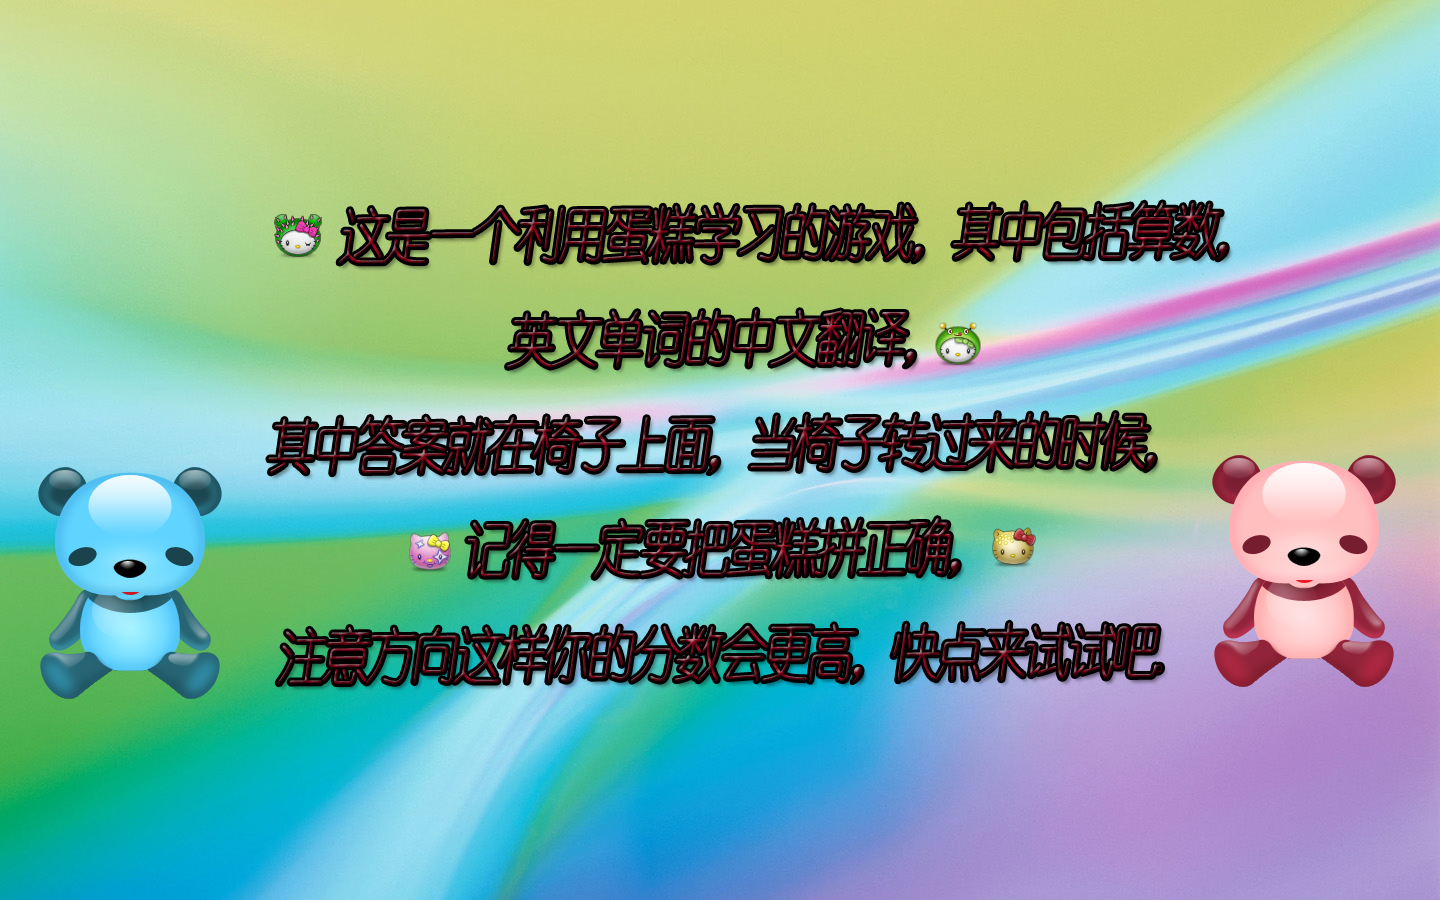 这是一个利用蛋糕学习的游戏，其中包括算数，
英文单词的中文翻译，
其中答案就在椅子上面，当椅子转过来的时候，
记得一定要把蛋糕拼正确，
注意方向这样你的分数会更高，快点来试试吧.